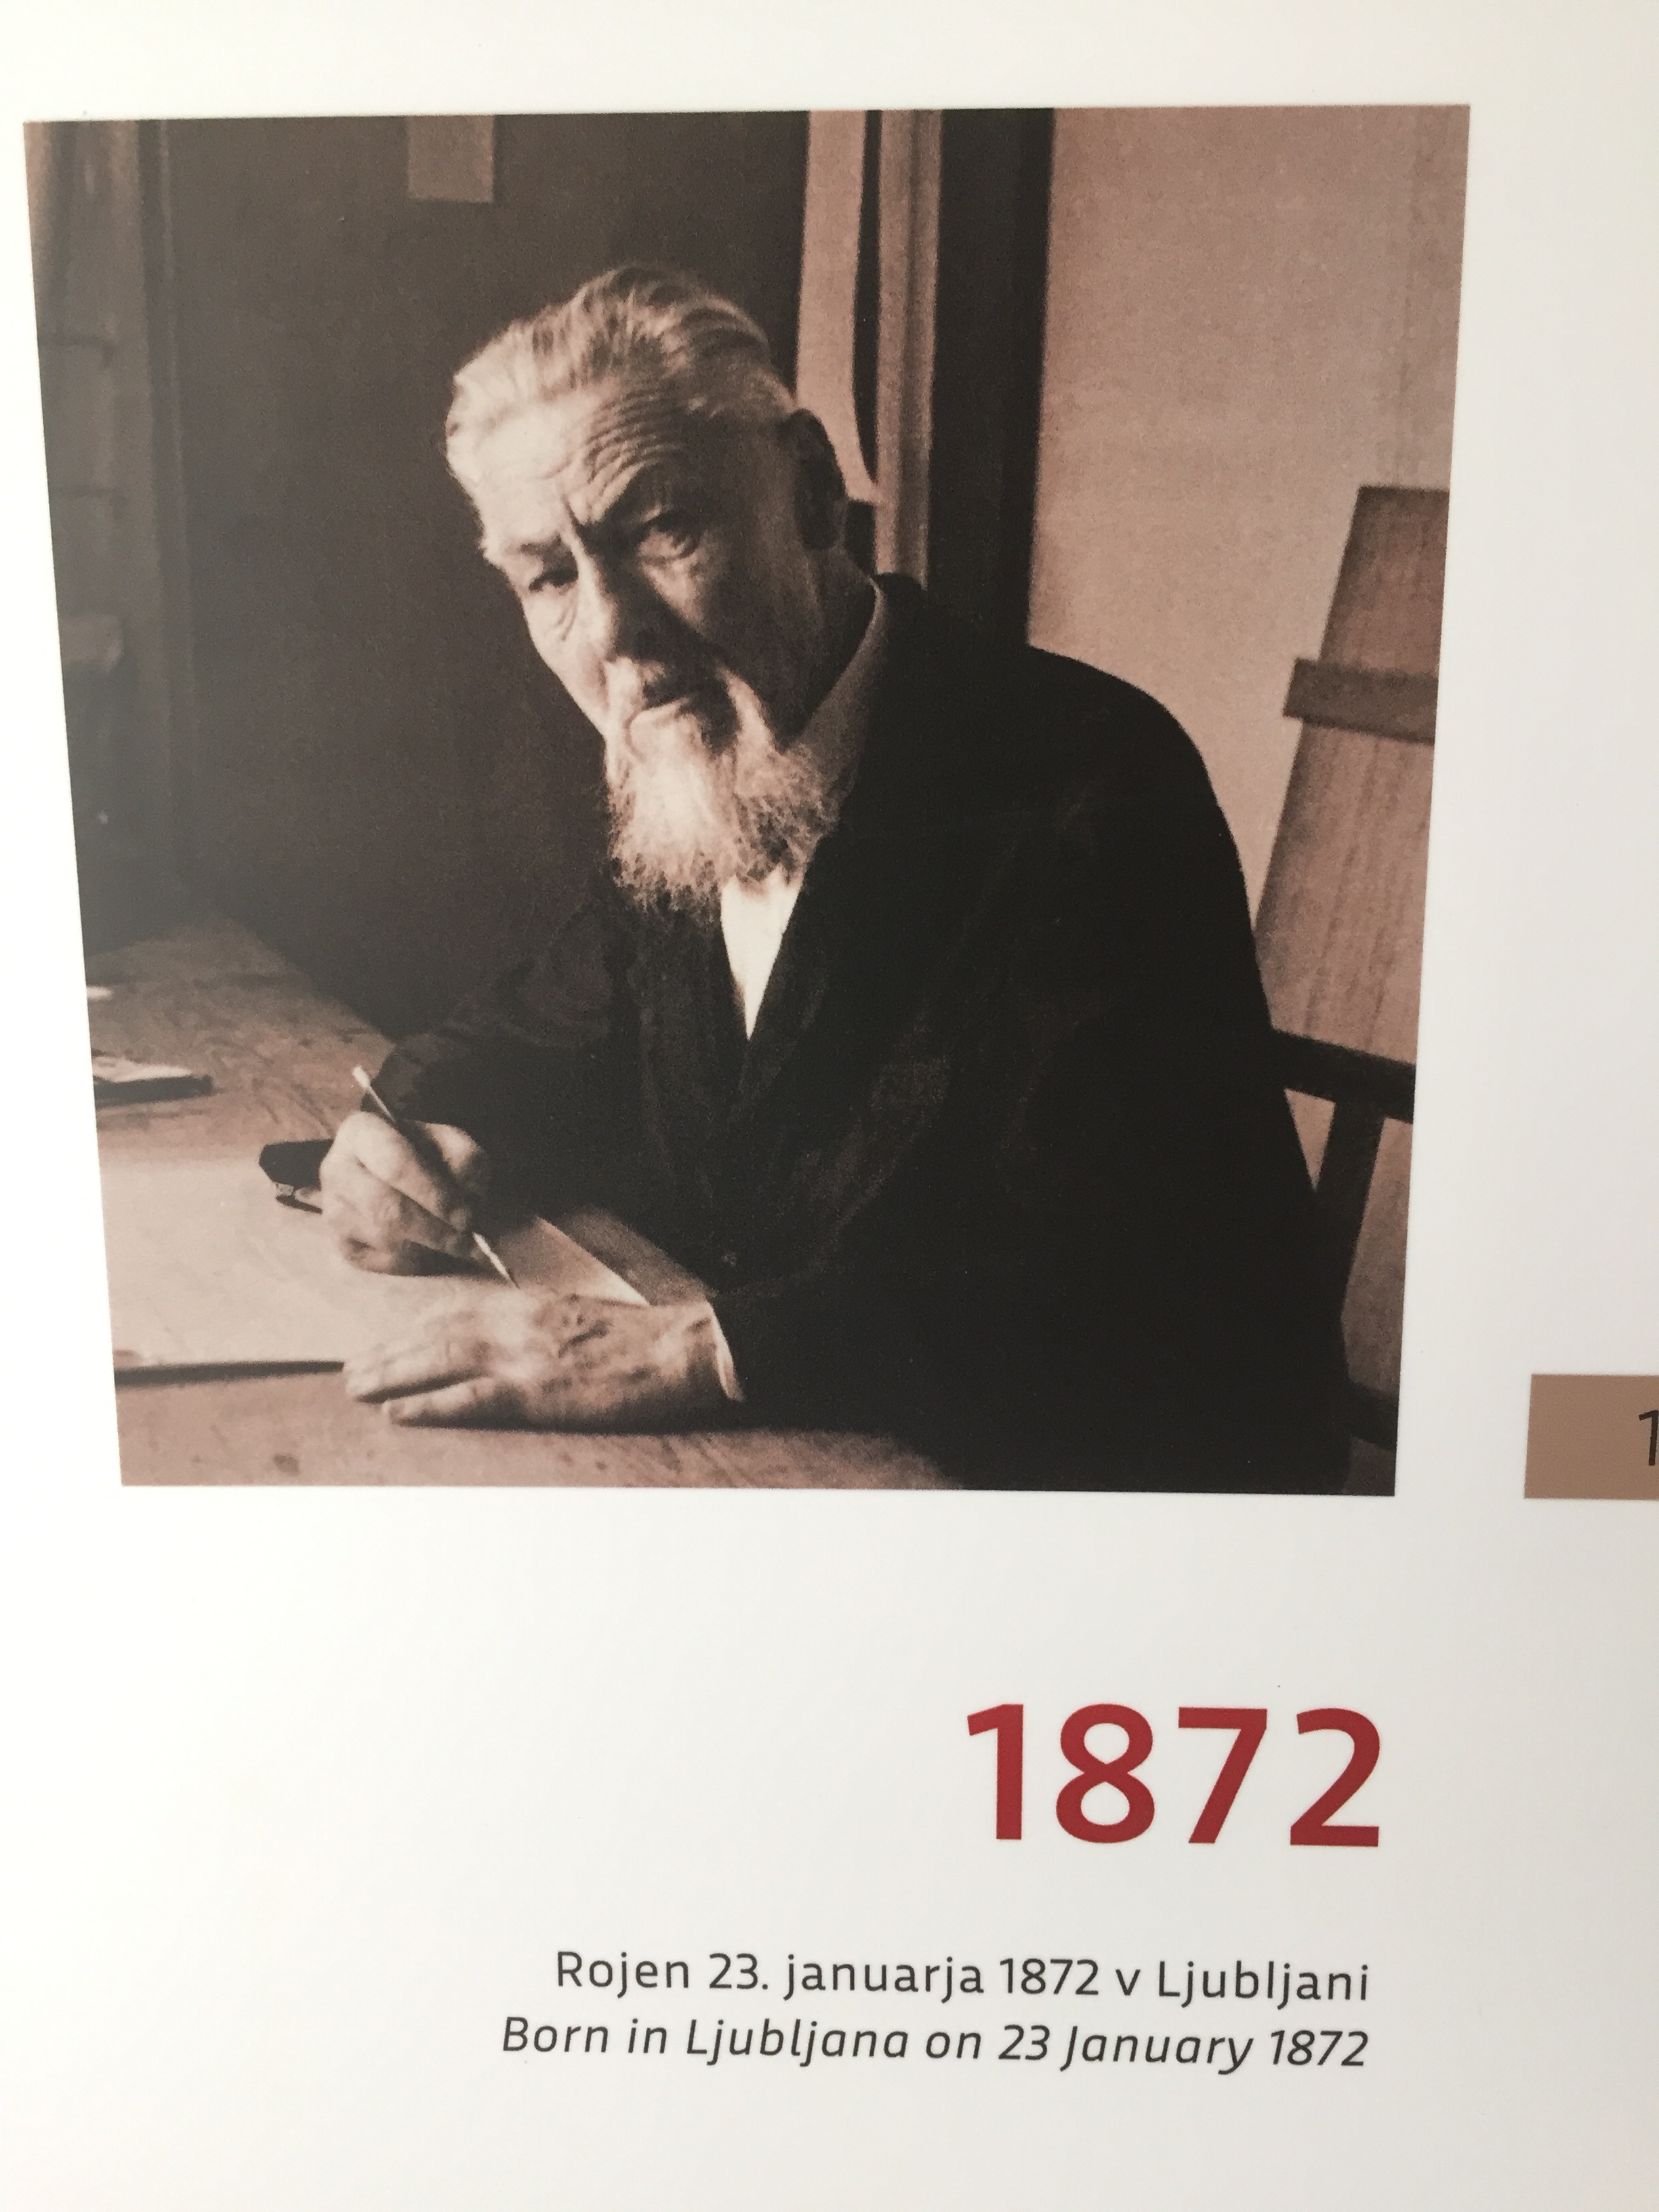 1872
Rojen 23. januarja 1872 v Ljubljani
Born in Ljubljana on 23 January 1872